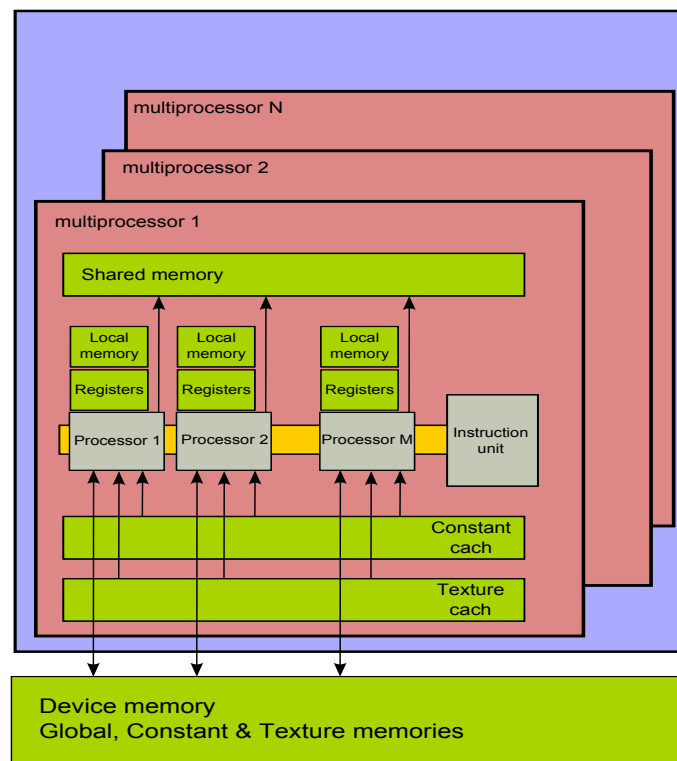 multiprocessor N
multiprocessor 2
multiprocessor 1
Shared memory
Local
memory
Local
memory
Local
memory
Registers
Registers
Registers
Processor 1
Processor 2
Processor M
Instruction
unit
Constant
cach
Texture
cach
Device memory
Global, Constant & Texture memories